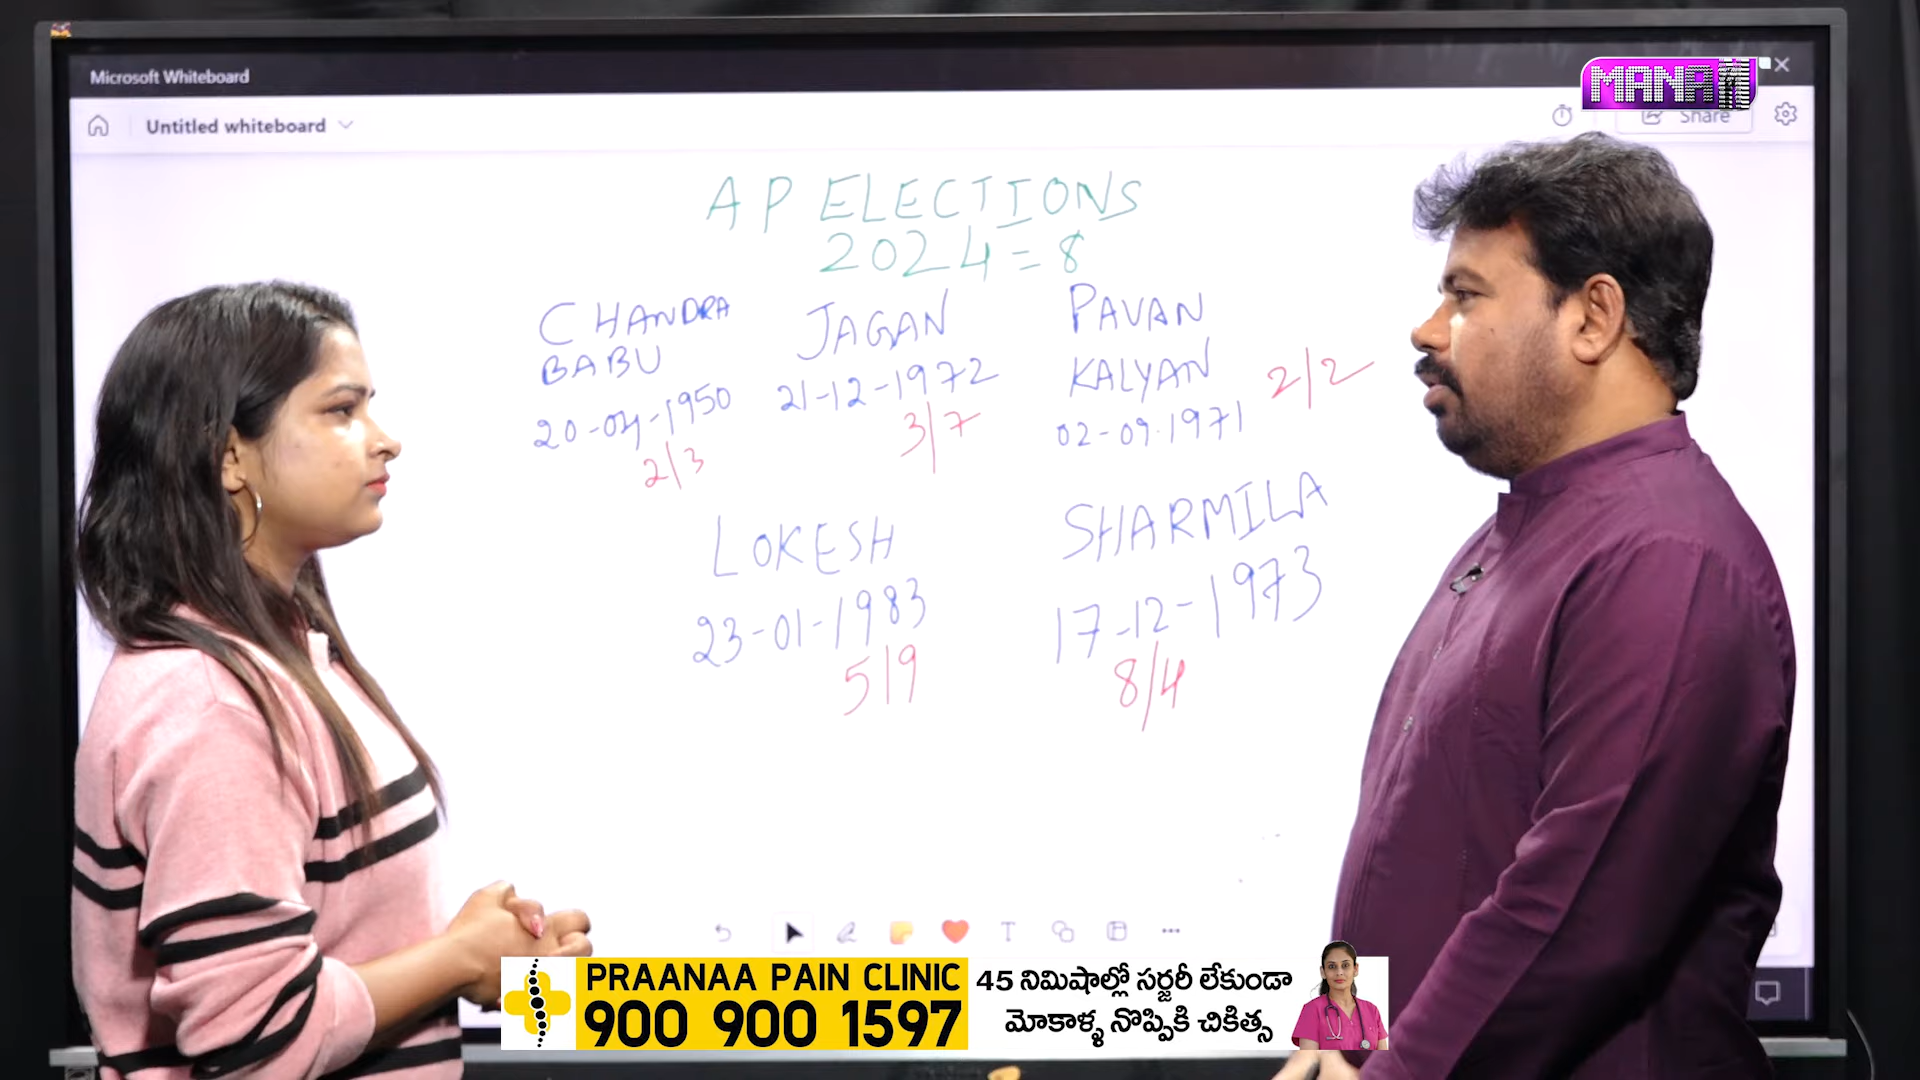 Microsoft Whiteboard
MANAM
Untitled whiteboard
Share
AP ELECTIONS
2024=8
CHANDRA
BABU
20-04-1950
2/3
JAGAN
21-12-1972
3/7
PAVAN
KALYAN
2/2
02-09-1971
LOKESH
23-01-1983
5/9
SHARMILA
17-12-1973
8/4
PRAANAA PAIN CLINIC
900 900 1597
45 నిమిషాల్లో సర్జరీ లేకుండా
మోకాళ్ళ నొప్పికి చికిత్స